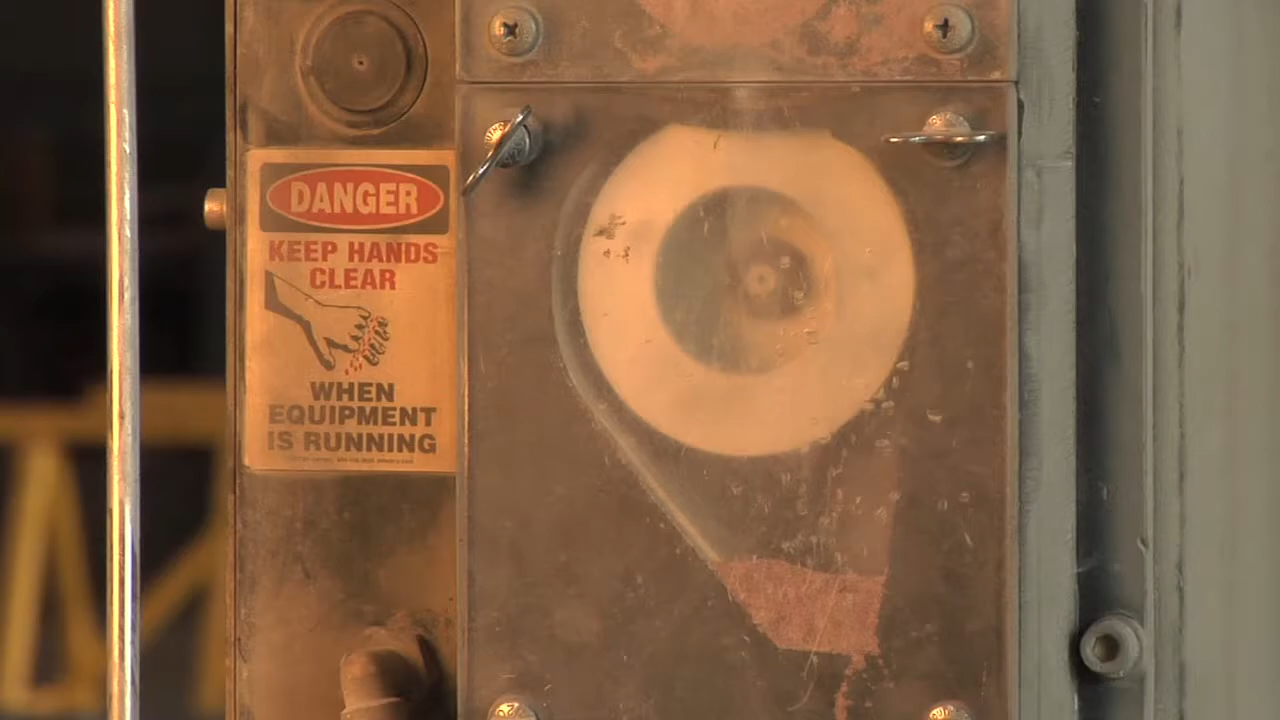 DANGER
KEEP HANDS
CLEAR
WHEN
EQUIPMENT
IS RUNNING